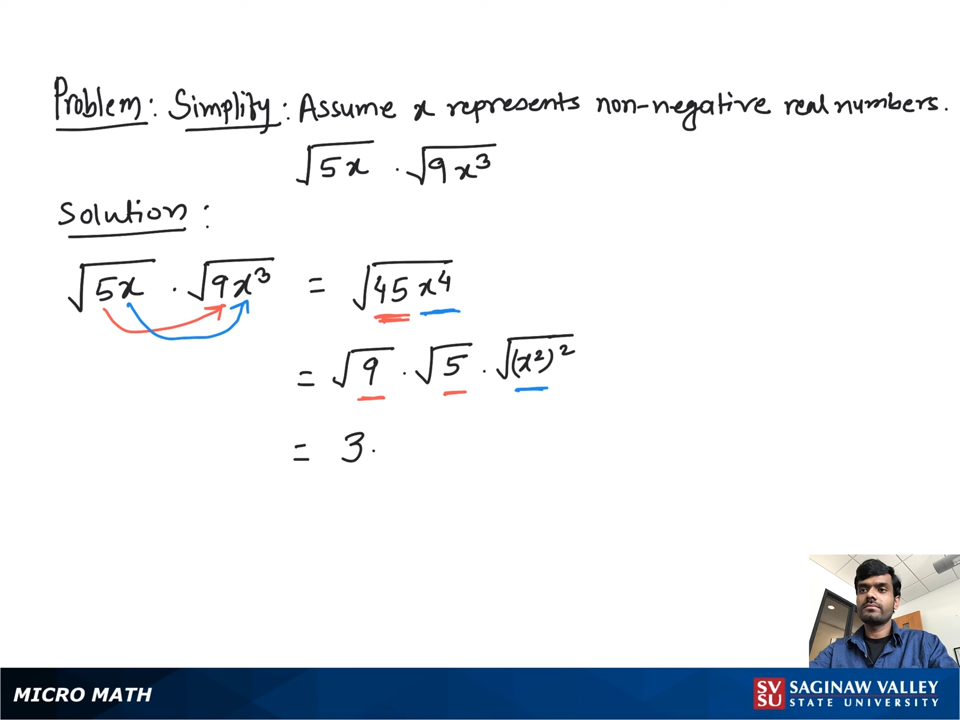 Problem: Simplify: Assume x represents non-negative real numbers.
√5x · √9x³
Solution:
√5x · √9x³ = √45x⁴
= √9 · √5 · √(x²)²
= 3·
MICRO MATH
SVSU SAGINAW VALLEY
STATE UNIVERSITY